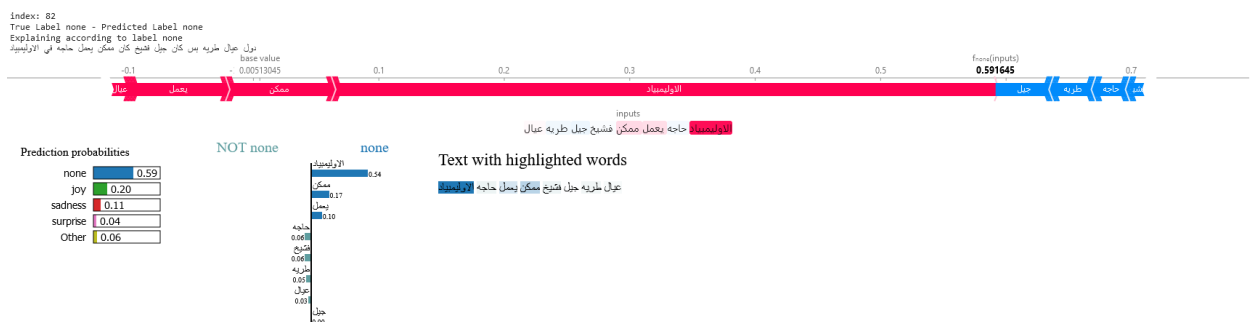 index: 82
True Label none - Predicted Label none
Explaining according to label none
دول عيال طريه بس كان جيل فشيخ كان ممكن يعمل حاجه في الاوليمبياد
base value
fnone(inputs)
-0.1 - 0.00513045 0.1 0.2 0.3 0.4 0.5 0.591645 0.7
عيال يعمل ممكن الاوليمبياد جيل طريه حاجه
inputs
عيال طريه جيل فشيخ ممكن يعمل حاجه الاوليمبياد
Prediction probabilities
none 0.59
joy 0.20
sadness 0.11
surprise 0.04
Other 0.06
NOT none none
الاوليمبياد
0.54
ممكن
0.17
يعمل
0.10
حاجه
0.06
فشيخ
0.06
طريه
0.05
عيال
0.03
جيل
Text with highlighted words
عيال طريه جيل فشيخ ممكن يعمل حاجه الاوليمبياد